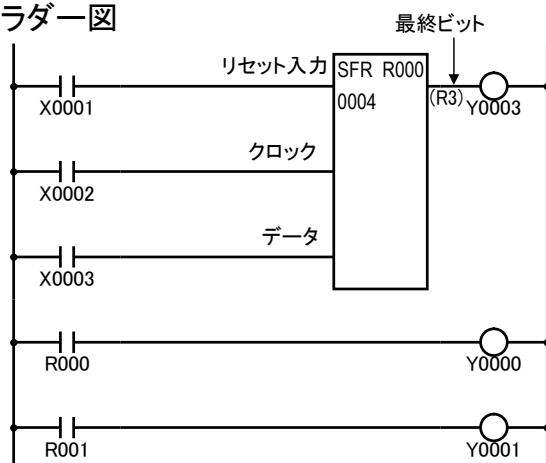 ラダー図
最終ビット
リセット入力
SFR R000
0004
(R3)
X0001
Y0003
クロック
X0002
データ
X0003
R000
Y0000
R001
Y0001